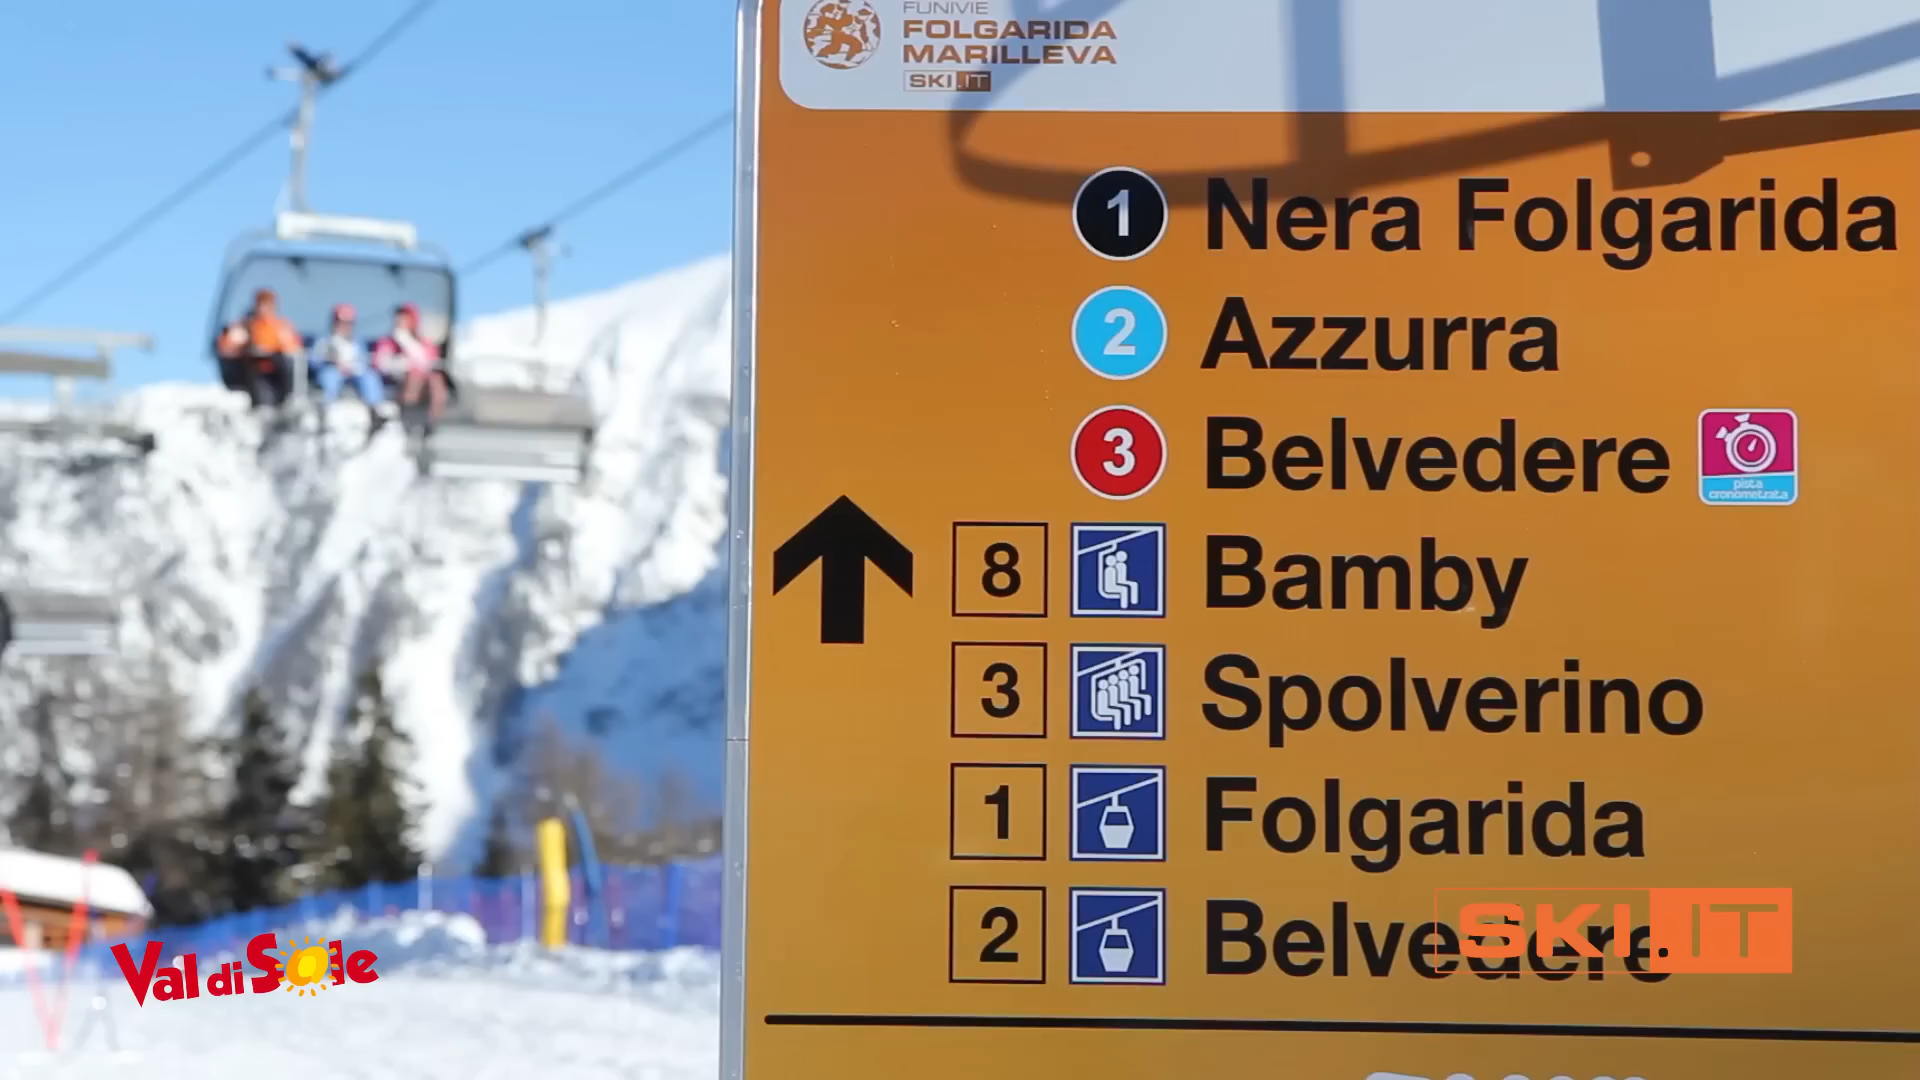 FUNIVIE
FOLGARIDA
MARILLEVA
SKI.IT
1 Nera Folgarida
2 Azzurra
3 Belvedere
pista
cronometrata
8 Bamby
3 Spolverino
1 Folgarida
2 Belvedere
SKI.IT
Val di Sole